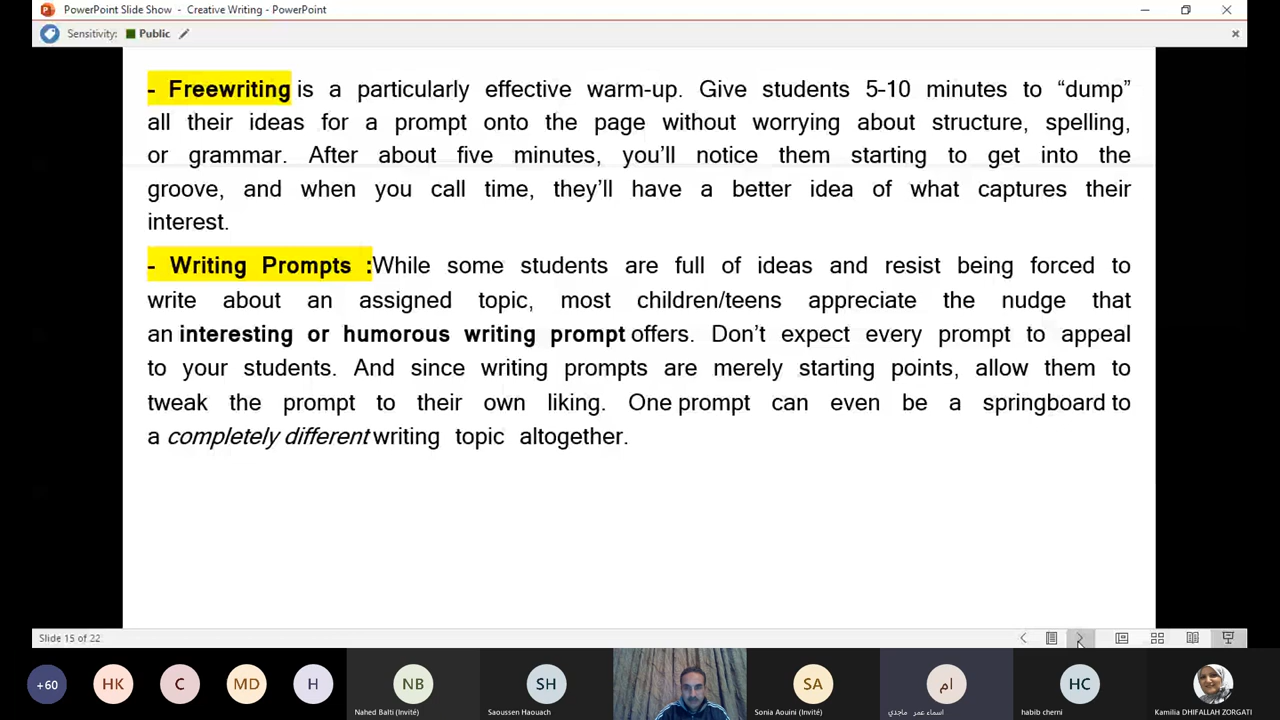 PowerPoint Slide Show - Creative Writing - PowerPoint
Sensitivity: Public
- Freewriting is a particularly effective warm-up. Give students 5-10 minutes to “dump”
all their ideas for a prompt onto the page without worrying about structure, spelling,
or grammar. After about five minutes, you’ll notice them starting to get into the
groove, and when you call time, they’ll have a better idea of what captures their
interest.
- Writing Prompts :While some students are full of ideas and resist being forced to
write about an assigned topic, most children/teens appreciate the nudge that
an interesting or humorous writing prompt offers. Don’t expect every prompt to appeal
to your students. And since writing prompts are merely starting points, allow them to
tweak the prompt to their own liking. One prompt can even be a springboard to
a completely different writing topic altogether.
Slide 15 of 22
+60 HK C MD H NB SH SA ام HC
Nahed Balti (Invité) Saoussen Haouach Sonia Aouini (Invité) اسماء عمر ماجدي habib cherni Kamilia DHIFALLAH ZORGATI